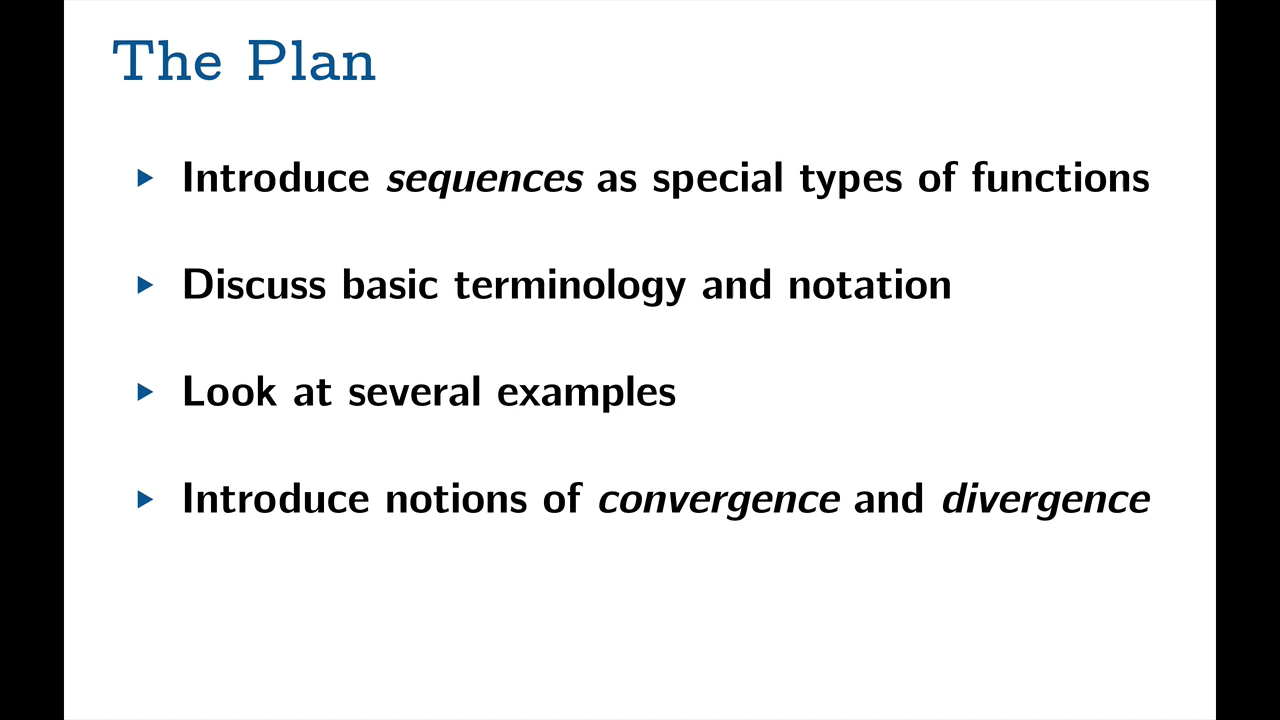 The Plan
Introduce sequences as special types of functions
Discuss basic terminology and notation
Look at several examples
Introduce notions of convergence and divergence